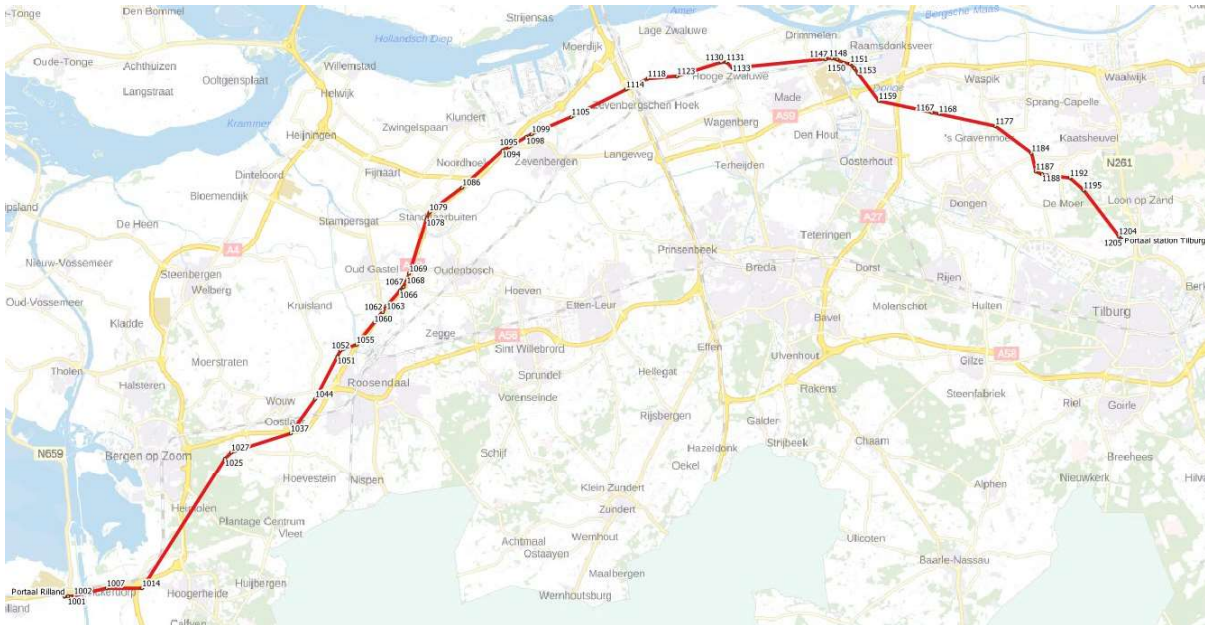 e-Tonge
Den Bommel
Strijensas
Amer
Bergsche Maas
Hollandsch Diep
Moerdijk
Lage Zwaluwe
Drimmelen
Raamsdonksveer
Oude-Tonge
Achthuizen
Willemstad
1130
1131
1147
1148
1151
Ooltgensplaat
1118
1123
1133
1150
1153
Langstraat
Helwijk
1114
Hooge Zwaluwe
Waspik
Waalwijk
Donge
Made
1159
Klundert
1105
Zevenbergschen Hoek
1167
1168
Sprang-Capelle
Krammer
Zwingelspaan
Wagenberg
A59
1177
Heijningen
1099
Den Hout
's Gravenmoer
Kaatsheuvel
1095
1098
1094
Langeweg
1184
Noordhoek
Zevenbergen
Oosterhout
N261
Dinteloord
Fijnaart
Terheijden
1187
1086
1188
1192
Bloemendijk
1195
Loon op Zand
1079
Dongen
De Moer
De Heen
Stampersgat
1078
A27
Teteringen
1204
1205
Portaal station Tilburg
A4
Prinsenbeek
Nieuw-Vossemeer
Oud Gastel
1069
Oudenbosch
Breda
Dorst
Rijen
Steenbergen
1067
1068
Welberg
1066
Hoeven
Oud-Vossemeer
Kruisland
1062
1063
Etten-Leur
Molenschot
Hulten
Tilburg
Kladde
1060
Bavel
Zegge
A58
1052
1055
Sint Willebrord
Effen
Ulvenhout
Gilze
A58
Moerstraten
1051
Tholen
Sprundel
Hellegat
Halsteren
Roosendaal
Rakens
Steenfabriek
1044
Vorenseinde
Wouw
Riel
Goirle
Rijsbergen
Galder
1037
Strijbeek
Chaam
N659
1027
Hazeldonk
Bergen op Zoom
1025
Schijf
Oekel
Breehees
Hoevestein
Nispen
Nieuwkerk
Alphen
Klein Zundert
Zundert
Plantage Centrum
Vleet
Wernhout
Ulicoten
Achtmaal
Ostaayen
Baarle-Nassau
Maalbergen
1007
1014
Huijbergen
Portaal Rilland
1002
Hoogerheide
Wernhoutsburg
1001